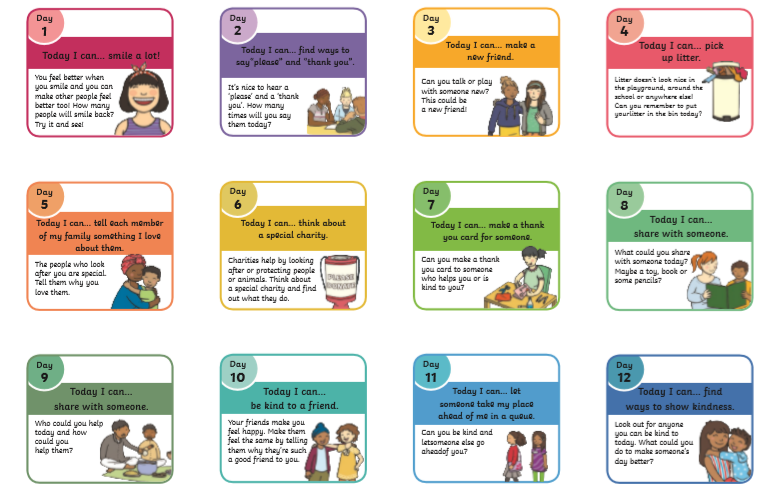 Day
1
Today I can... smile a lot!
You feel better when
you smile and you can
make other people feel
better too! How many
people will smile back?
Try it and see!
Day
2
Today I can... find ways to
say"please" and "thank you".
It's nice to hear a
'please' and a 'thank
you'. How many
times will you say
them today?
Day
3
Today I can... make a
new friend.
Can you talk or play
with someone new?
This could be
a new friend!
Day
4
Today I can... pick
up litter.
Litter doesn't look nice in
the playground, around the
school or anywhere else!
Can you remember to put
yourlitter in the bin today?
Day
5
Today I can... tell each member
of my family something I love
about them.
The people who look
after you are special.
Tell them why you
love them.
Day
6
Today I can... think about
a special charity.
Charities help by looking
after or protecting people
or animals. Think about
a special charity and find
out what they do.
PLEASE
DONATE
Day
7
Today I can... make a thank
you card for someone.
Can you make a thank
you card to someone
who helps you or is
kind to you?
Day
8
Today I can...
share with someone.
What could you share
with someone today?
Maybe a toy, book or
some pencils?
Day
9
Today I can...
share with someone.
Who could you help
today and how
could you
help them?
Day
10
Today I can...
be kind to a friend.
Your friends make you
feel happy. Make them
feel the same by telling
them why they're such
a good friend to you.
Day
11
Today I can... let
someone take my place
ahead of me in a queue.
Can you be kind and
letsomeone else go
aheadof you?
Day
12
Today I can... find
ways to show kindness.
Look out for anyone
you can be kind to
today. What could you
do to make someone's
day better?